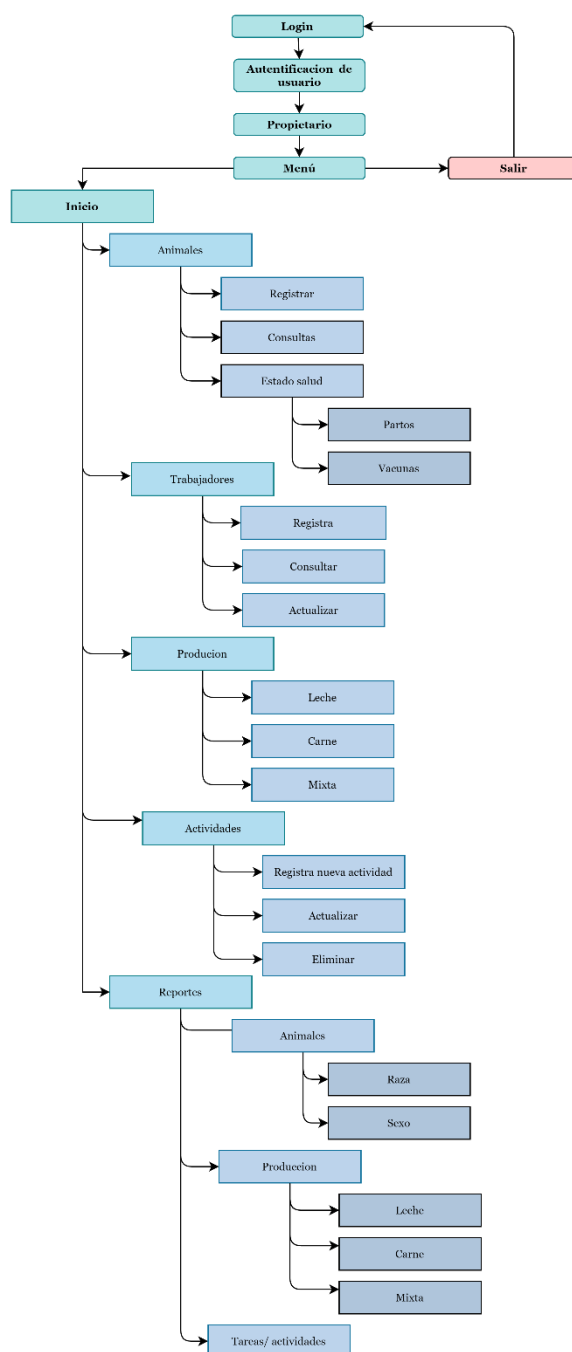 Login
Autentificacion de
usuario
Propietario
Menú
Salir
Inicio
Animales
Registrar
Consultas
Estado salud
Partos
Vacunas
Trabajadores
Registra
Consultar
Actualizar
Producion
Leche
Carne
Mixta
Actividades
Registra nueva actividad
Actualizar
Eliminar
Reportes
Animales
Raza
Sexo
Produccion
Leche
Carne
Mixta
Tareas/ actividades